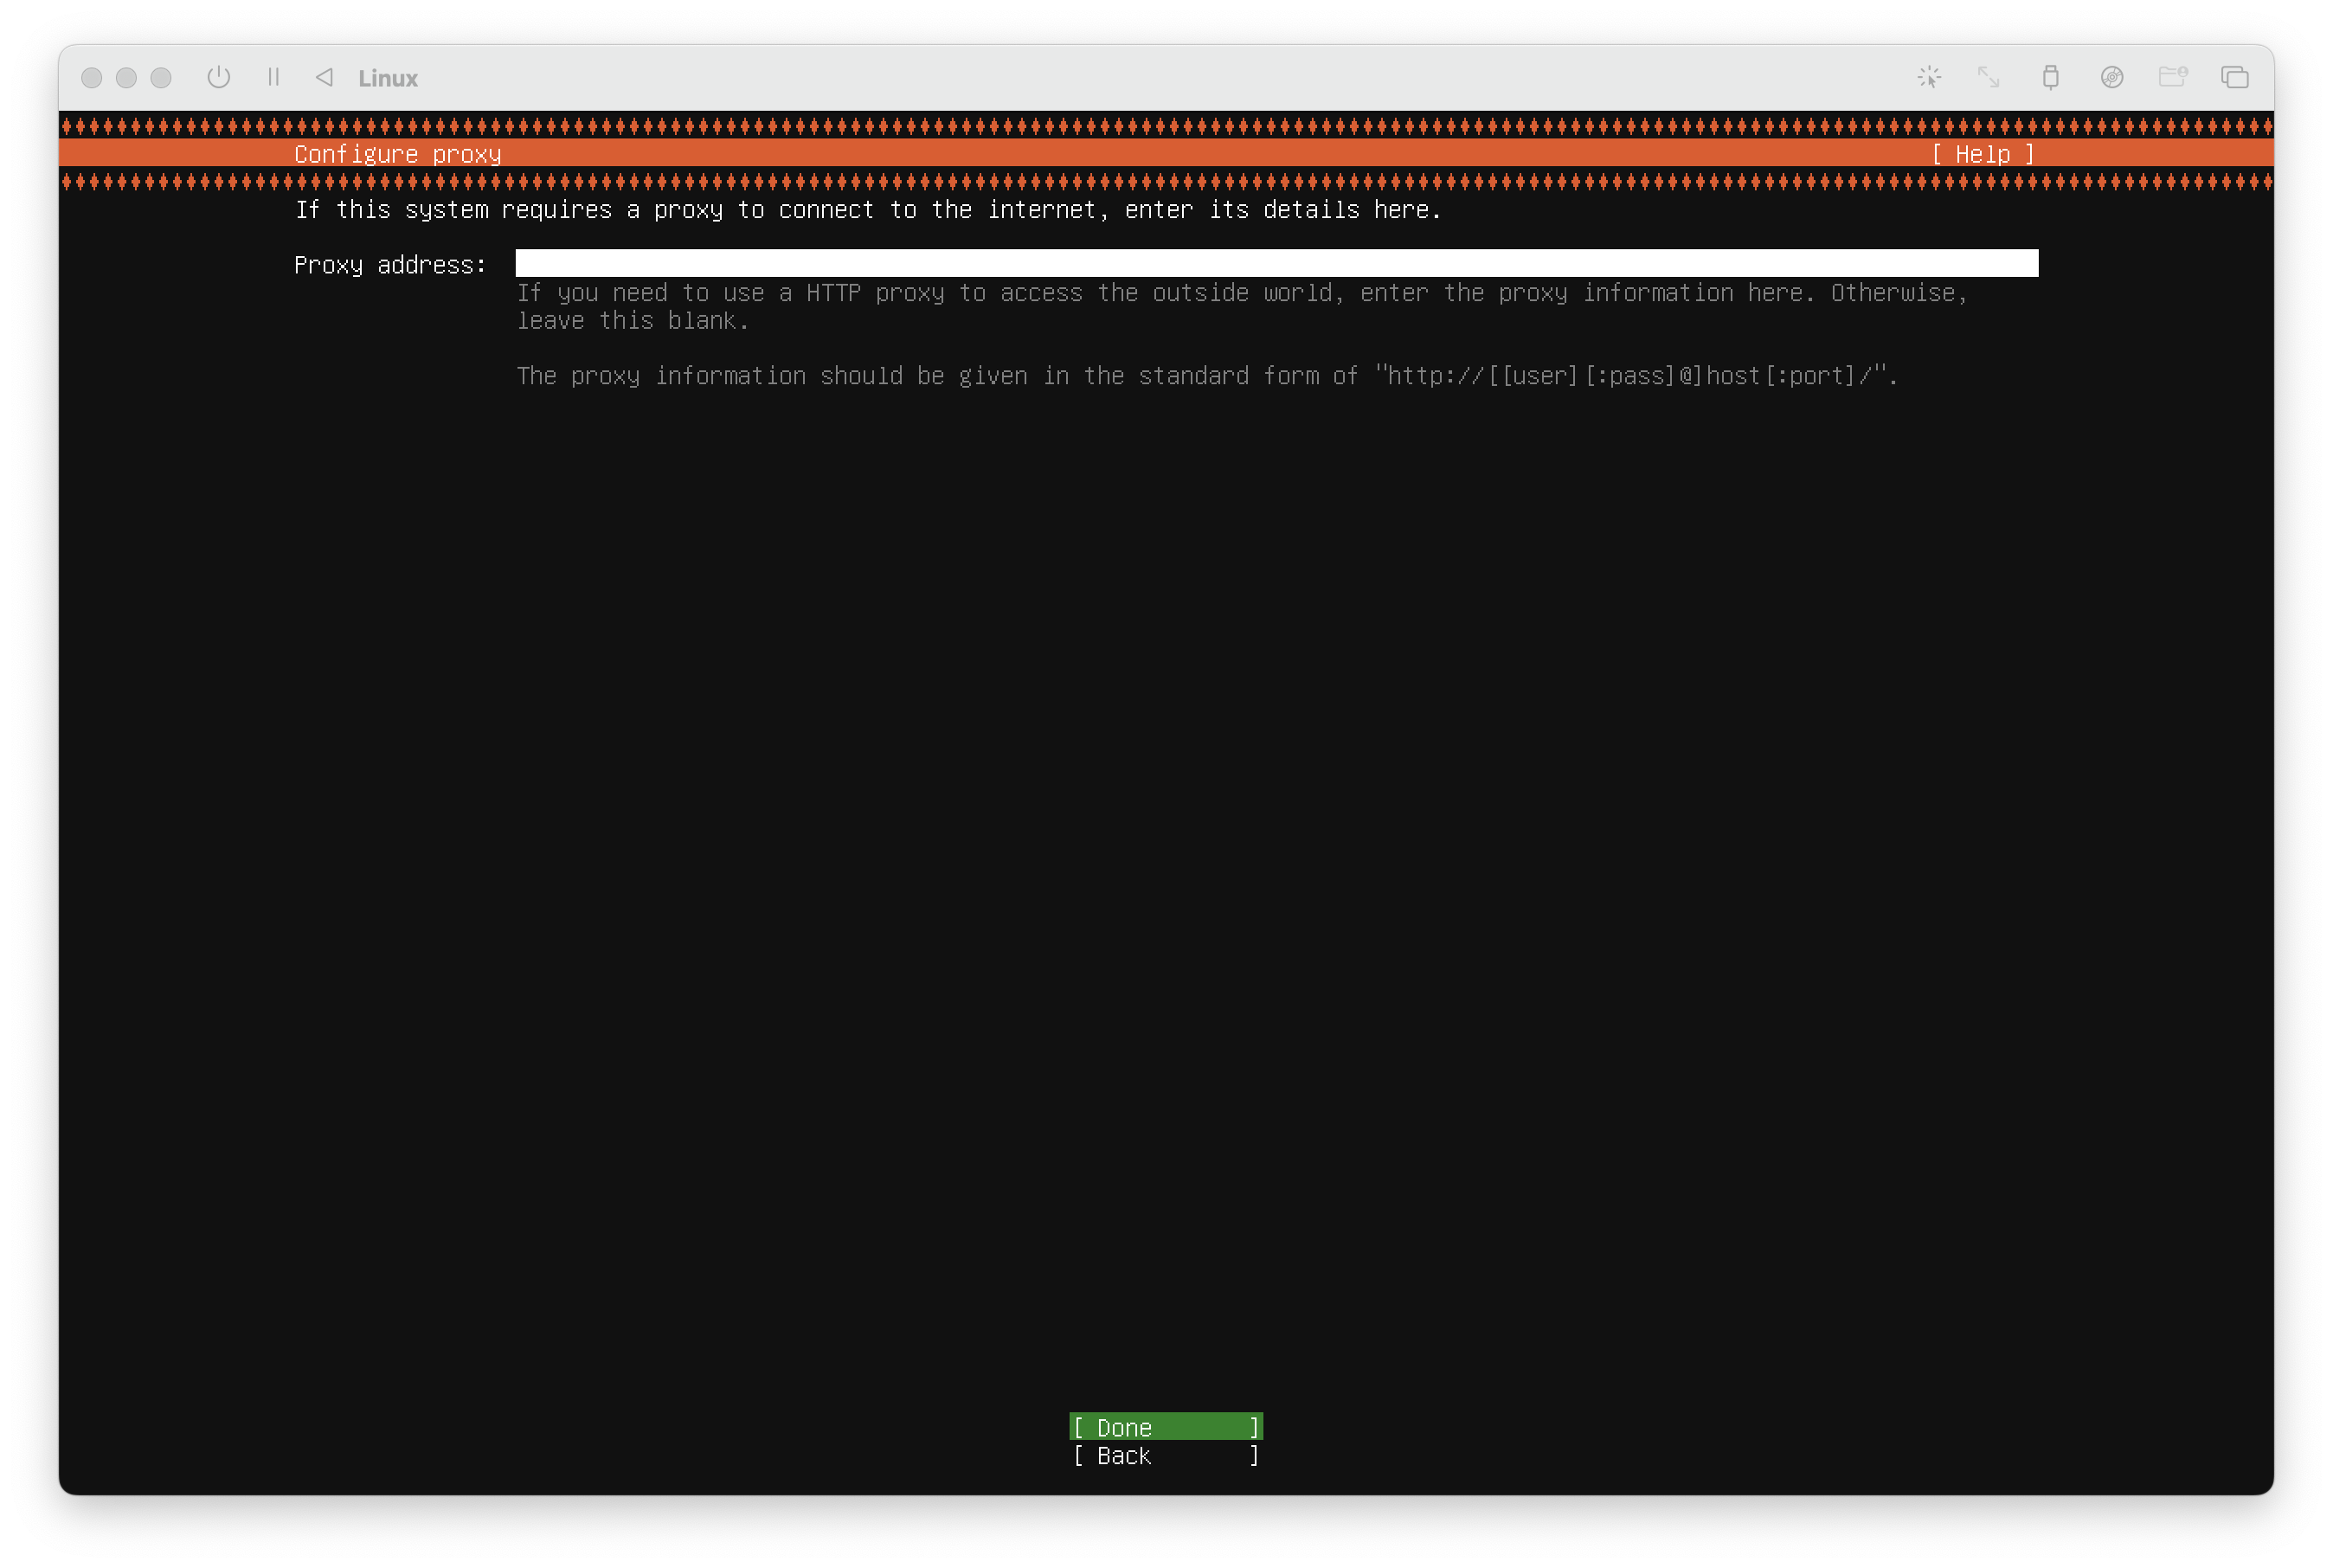 Linux
Configure proxy [ Help ]
If this system requires a proxy to connect to the internet, enter its details here.
Proxy address:
If you need to use a HTTP proxy to access the outside world, enter the proxy information here. Otherwise,
leave this blank.
The proxy information should be given in the standard form of "http://[[user][:pass]@]host[:port]/".
[ Done ]
[ Back ]